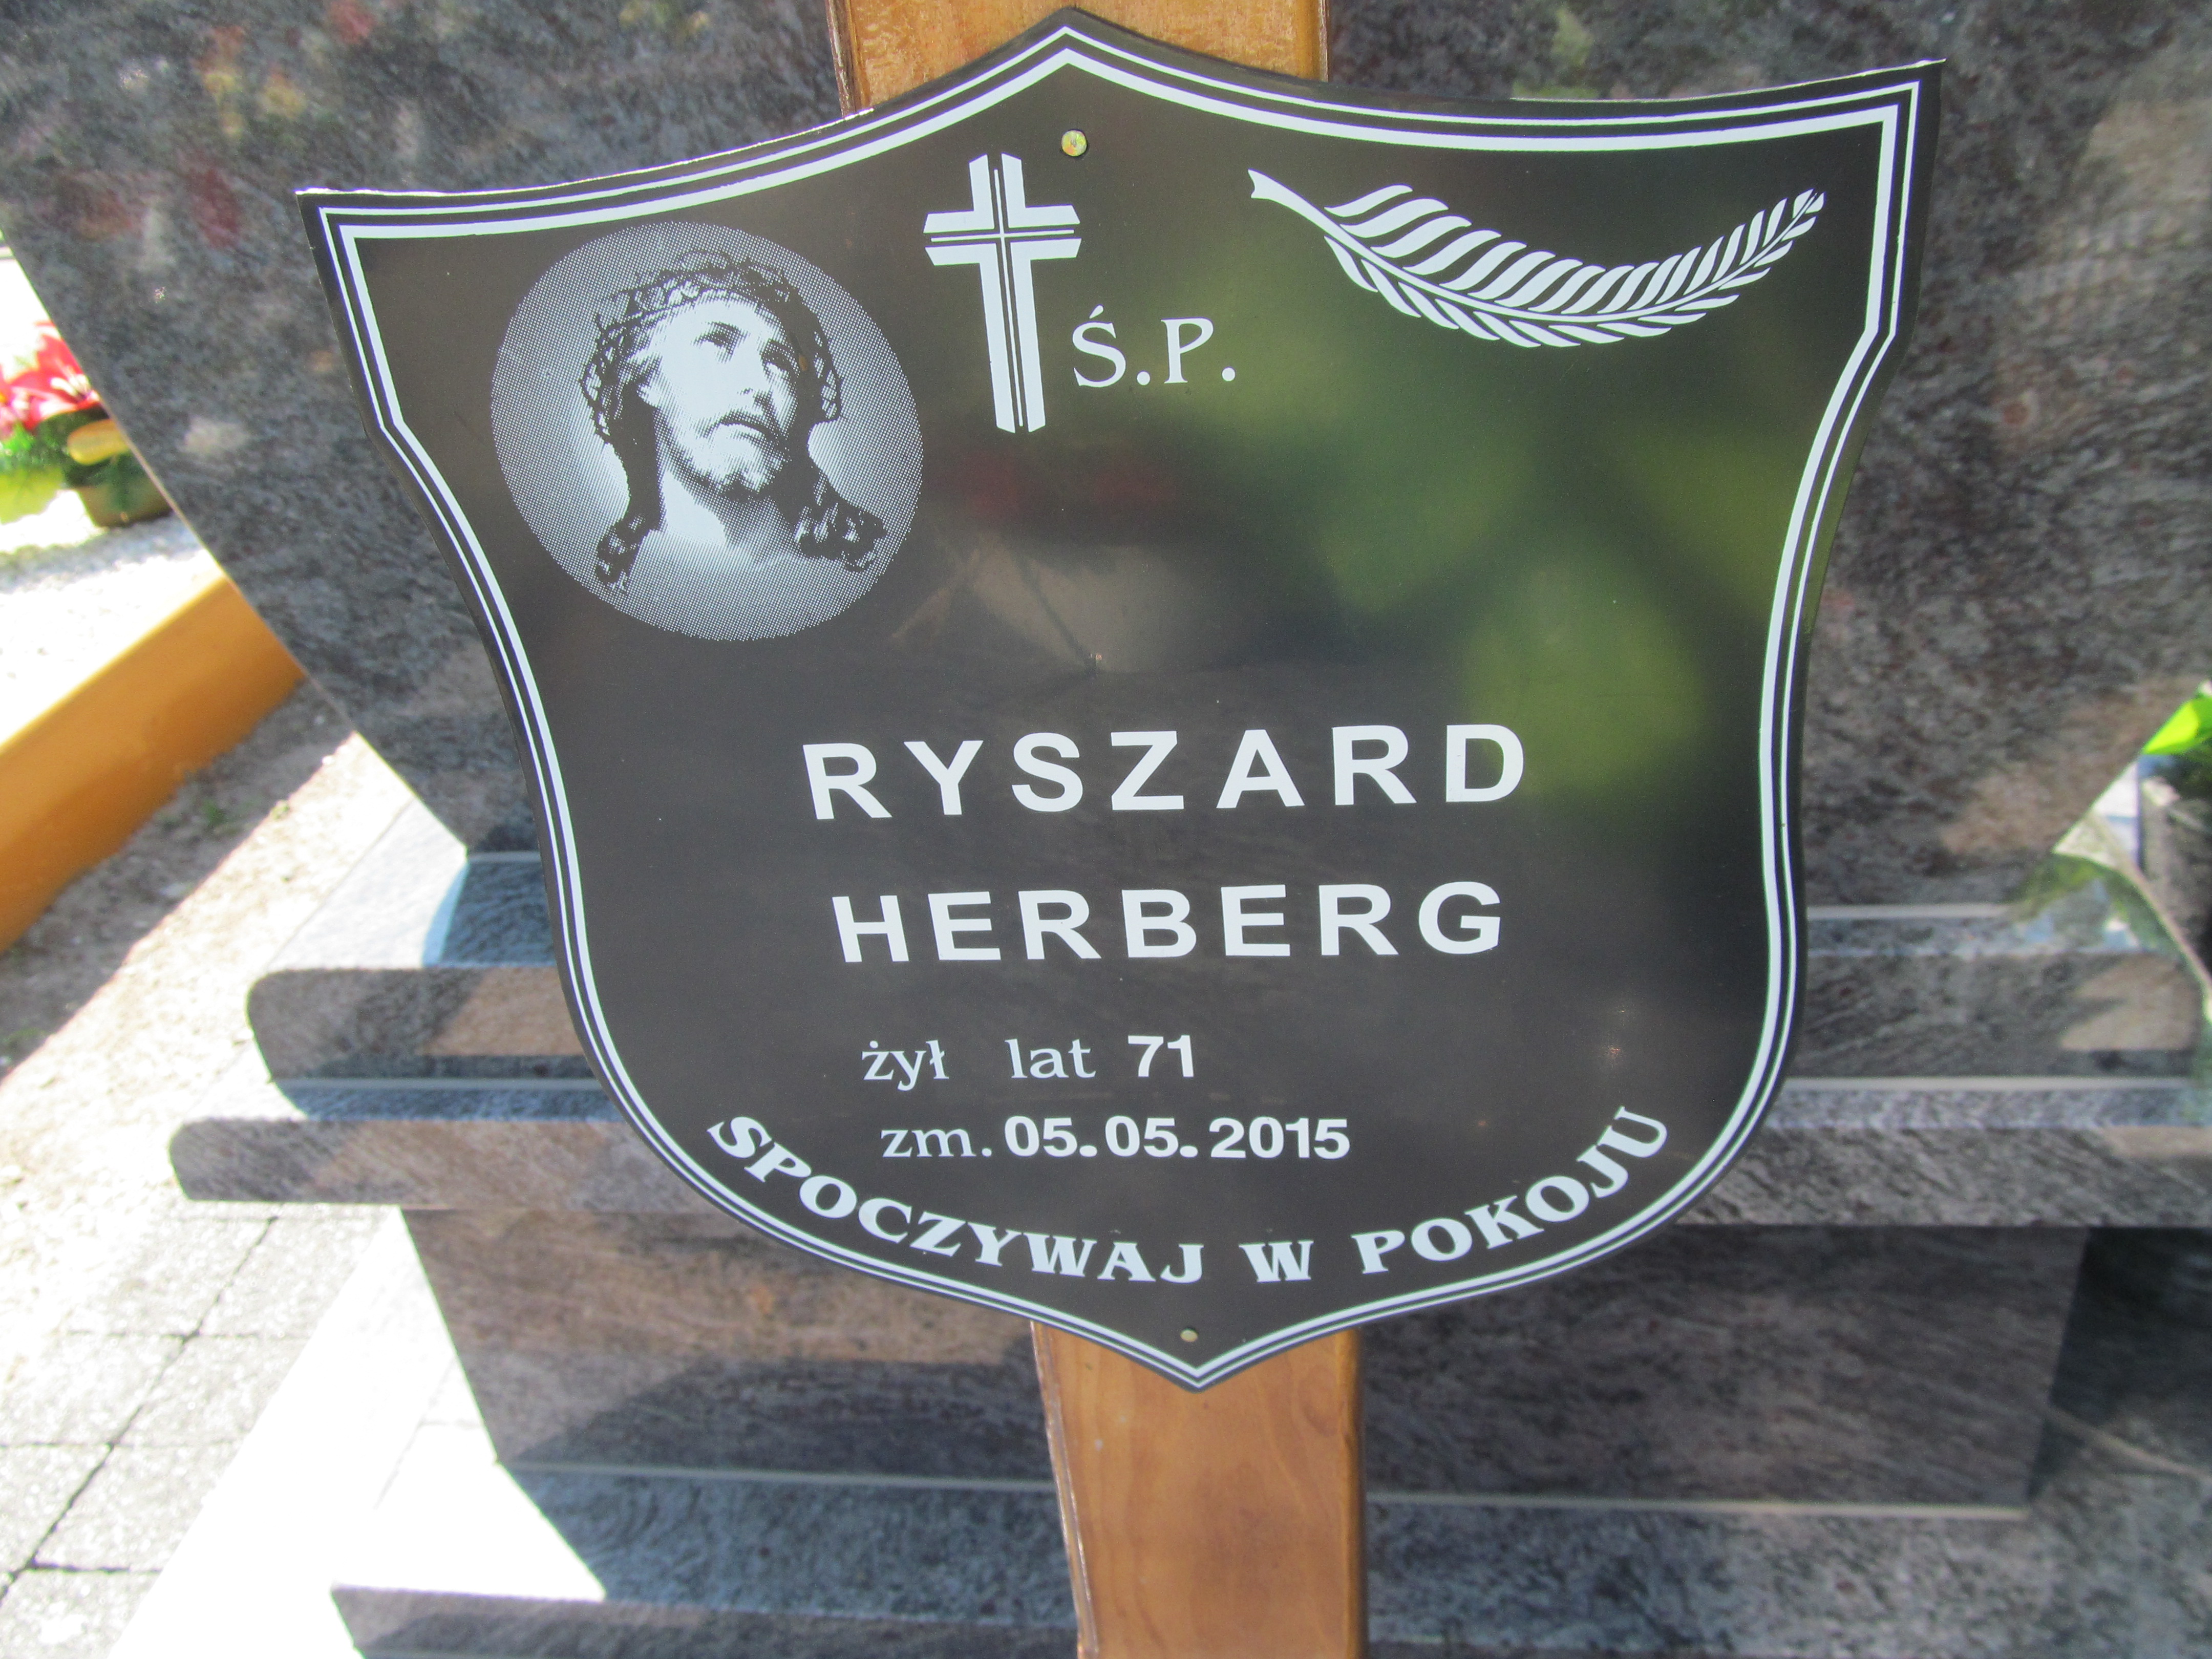 Ś.P.
RYSZARD
HERBERG
żył lat 71
zm. 05.05.2015
SPOCZYWAJ W POKOJU